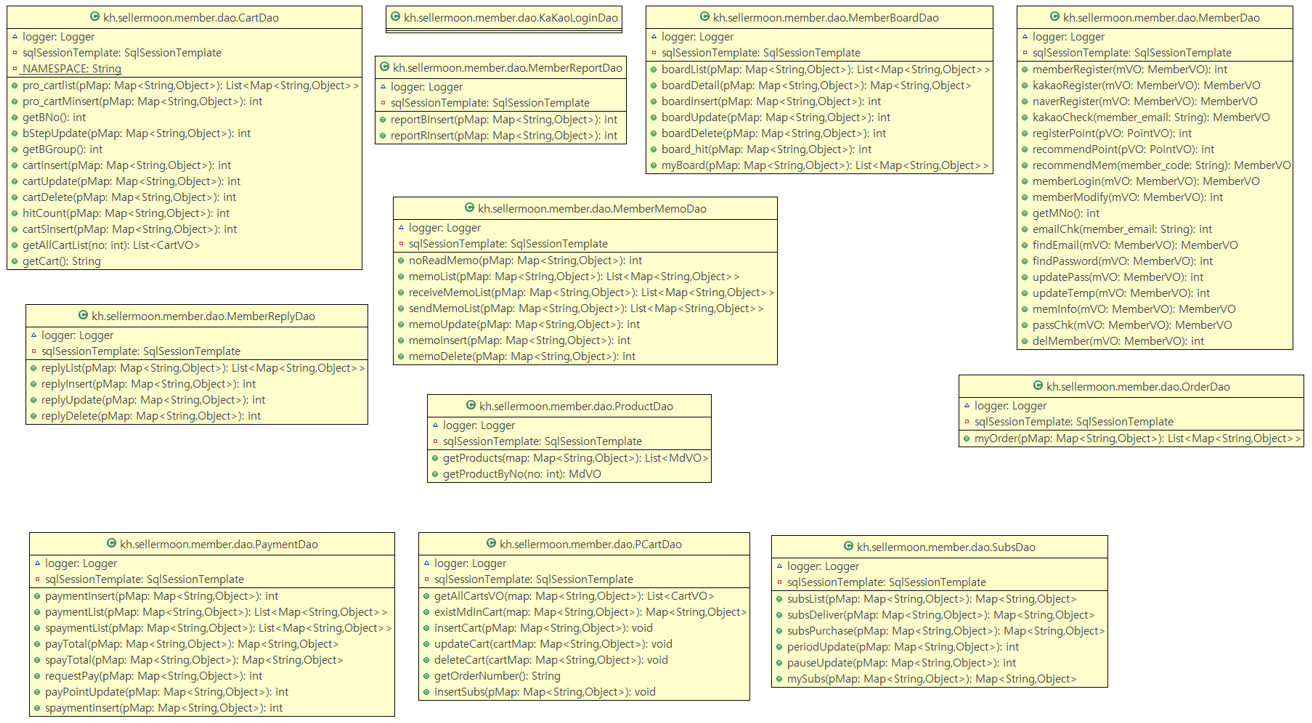 kh.sellermoon.member.dao.CartDao
logger: Logger
sqlSessionTemplate: SqlSessionTemplate
NAMESPACE: String
pro_cartlist(pMap: Map<String,Object>): List<Map<String,Object>>
pro_cartMinsert(pMap: Map<String,Object>): int
getBNo(): int
bStepUpdate(pMap: Map<String,Object>): int
getBGroup(): int
cartInsert(pMap: Map<String,Object>): int
cartUpdate(pMap: Map<String,Object>): int
cartDelete(pMap: Map<String,Object>): int
hitCount(pMap: Map<String,Object>): int
cartSInsert(pMap: Map<String,Object>): int
getAllCartList(no: int): List<CartVO>
getCart(): String
kh.sellermoon.member.dao.KaKaoLoginDao
kh.sellermoon.member.dao.MemberReportDao
logger: Logger
sqlSessionTemplate: SqlSessionTemplate
reportBInsert(pMap: Map<String,Object>): int
reportRInsert(pMap: Map<String,Object>): int
kh.sellermoon.member.dao.MemberBoardDao
logger: Logger
sqlSessionTemplate: SqlSessionTemplate
boardList(pMap: Map<String,Object>): List<Map<String,Object>>
boardDetail(pMap: Map<String,Object>): Map<String,Object>
boardInsert(pMap: Map<String,Object>): int
boardUpdate(pMap: Map<String,Object>): int
boardDelete(pMap: Map<String,Object>): int
board_hit(pMap: Map<String,Object>): int
myBoard(pMap: Map<String,Object>): List<Map<String,Object>>
kh.sellermoon.member.dao.MemberDao
logger: Logger
sqlSessionTemplate: SqlSessionTemplate
memberRegister(mVO: MemberVO): int
kakaoRegister(mVO: MemberVO): MemberVO
naverRegister(mVO: MemberVO): MemberVO
kakaoCheck(member_email: String): MemberVO
registerPoint(pVO: PointVO): int
recommendPoint(pVO: PointVO): int
recommendMem(member_code: String): MemberVO
memberLogin(mVO: MemberVO): MemberVO
memberModify(mVO: MemberVO): int
getMNo(): int
emailChk(member_email: String): int
findEmail(mVO: MemberVO): MemberVO
findPassword(mVO: MemberVO): MemberVO
updatePass(mVO: MemberVO): int
updateTemp(mVO: MemberVO): int
memInfo(mVO: MemberVO): MemberVO
passChk(mVO: MemberVO): MemberVO
delMember(mVO: MemberVO): int
kh.sellermoon.member.dao.MemberMemoDao
logger: Logger
sqlSessionTemplate: SqlSessionTemplate
noReadMemo(pMap: Map<String,Object>): int
memoList(pMap: Map<String,Object>): List<Map<String,Object>>
receiveMemoList(pMap: Map<String,Object>): List<Map<String,Object>>
sendMemoList(pMap: Map<String,Object>): List<Map<String,Object>>
memoUpdate(pMap: Map<String,Object>): int
memoInsert(pMap: Map<String,Object>): int
memoDelete(pMap: Map<String,Object>): int
kh.sellermoon.member.dao.MemberReplyDao
logger: Logger
sqlSessionTemplate: SqlSessionTemplate
replyList(pMap: Map<String,Object>): List<Map<String,Object>>
replyInsert(pMap: Map<String,Object>): int
replyUpdate(pMap: Map<String,Object>): int
replyDelete(pMap: Map<String,Object>): int
kh.sellermoon.member.dao.ProductDao
logger: Logger
sqlSessionTemplate: SqlSessionTemplate
getProducts(map: Map<String,Object>): List<MdVO>
getProductByNo(no: int): MdVO
kh.sellermoon.member.dao.OrderDao
logger: Logger
sqlSessionTemplate: SqlSessionTemplate
myOrder(pMap: Map<String,Object>): List<Map<String,Object>>
kh.sellermoon.member.dao.PaymentDao
logger: Logger
sqlSessionTemplate: SqlSessionTemplate
paymentInsert(pMap: Map<String,Object>): int
paymentList(pMap: Map<String,Object>): List<Map<String,Object>>
spaymentList(pMap: Map<String,Object>): List<Map<String,Object>>
payTotal(pMap: Map<String,Object>): Map<String,Object>
spayTotal(pMap: Map<String,Object>): Map<String,Object>
requestPay(pMap: Map<String,Object>): int
payPointUpdate(pMap: Map<String,Object>): int
spaymentInsert(pMap: Map<String,Object>): int
kh.sellermoon.member.dao.PCartDao
logger: Logger
sqlSessionTemplate: SqlSessionTemplate
getAllCartsVO(map: Map<String,Object>): List<CartVO>
existMdInCart(map: Map<String,Object>): Map<String,Object>
insertCart(pMap: Map<String,Object>): void
updateCart(cartMap: Map<String,Object>): void
deleteCart(cartMap: Map<String,Object>): void
getOrderNumber(): String
insertSubs(pMap: Map<String,Object>): void
kh.sellermoon.member.dao.SubsDao
logger: Logger
sqlSessionTemplate: SqlSessionTemplate
subsList(pMap: Map<String,Object>): Map<String,Object>
subsDeliver(pMap: Map<String,Object>): Map<String,Object>
subsPurchase(pMap: Map<String,Object>): Map<String,Object>
periodUpdate(pMap: Map<String,Object>): int
pauseUpdate(pMap: Map<String,Object>): int
mySubs(pMap: Map<String,Object>): Map<String,Object>